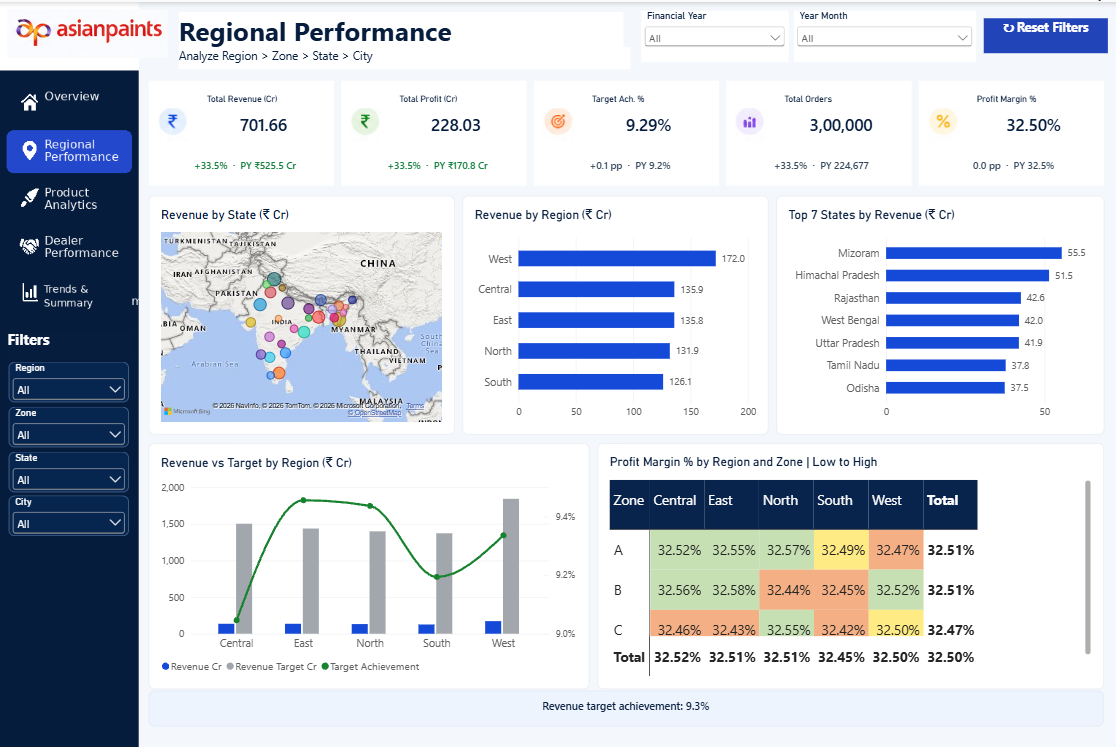 asianpaints
Regional Performance
Analyze Region > Zone > State > City
Financial Year
All
Year Month
All
↻ Reset Filters
Overview
Regional
Performance
Product
Analytics
Dealer
Performance
Trends &
Summary
Filters
Region
All
Zone
All
State
All
City
All
Total Revenue (Cr)
₹
701.66
+33.5% · PY ₹525.5 Cr
Total Profit (Cr)
₹
228.03
+33.5% · PY ₹170.8 Cr
Target Ach. %
9.29%
+0.1 pp · PY 9.2%
Total Orders
3,00,000
+33.5% · PY 224,677
Profit Margin %
%
32.50%
0.0 pp · PY 32.5%
Revenue by State (₹ Cr)
TURKMENISTAN TAJIKISTAN
CHINA
IRAN AFGHANISTAN
PAKISTAN
OMAN
INDIA
MYANMAR
THAILAND
VIETNAM
Arabian Sea
South
China
Sea
MALAYSIA
Microsoft Bing
© 2026 NavInfo, © 2026 TomTom, © 2026 Microsoft Corporation, Terms
© OpenStreetMap
Revenue by Region (₹ Cr)
West 172.0
Central 135.9
East 135.8
North 131.9
South 126.1
0 50 100 150 200
Top 7 States by Revenue (₹ Cr)
Mizoram 55.5
Himachal Pradesh 51.5
Rajasthan 42.6
West Bengal 42.0
Uttar Pradesh 41.9
Tamil Nadu 37.8
Odisha 37.5
0 50
Revenue vs Target by Region (₹ Cr)
2,000
1,500 9.4%
1,000 9.2%
500
0 9.0%
Central East North South West
Revenue Cr Revenue Target Cr Target Achievement
Profit Margin % by Region and Zone | Low to High
Zone Central East North South West Total
A 32.52% 32.55% 32.57% 32.49% 32.47% 32.51%
B 32.56% 32.58% 32.44% 32.45% 32.52% 32.51%
C 32.46% 32.43% 32.55% 32.42% 32.50% 32.47%
Total 32.52% 32.51% 32.51% 32.45% 32.50% 32.50%
Revenue target achievement: 9.3%